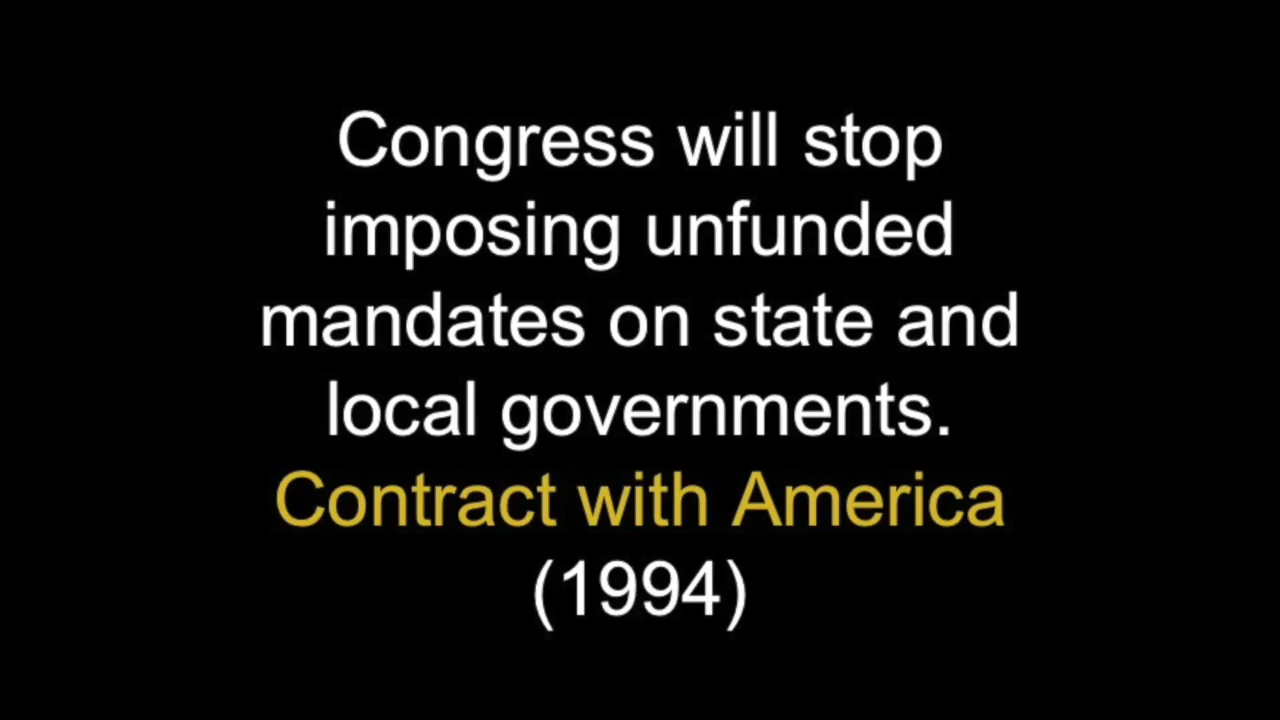 Congress will stop
imposing unfunded
mandates on state and
local governments.
Contract with America
(1994)